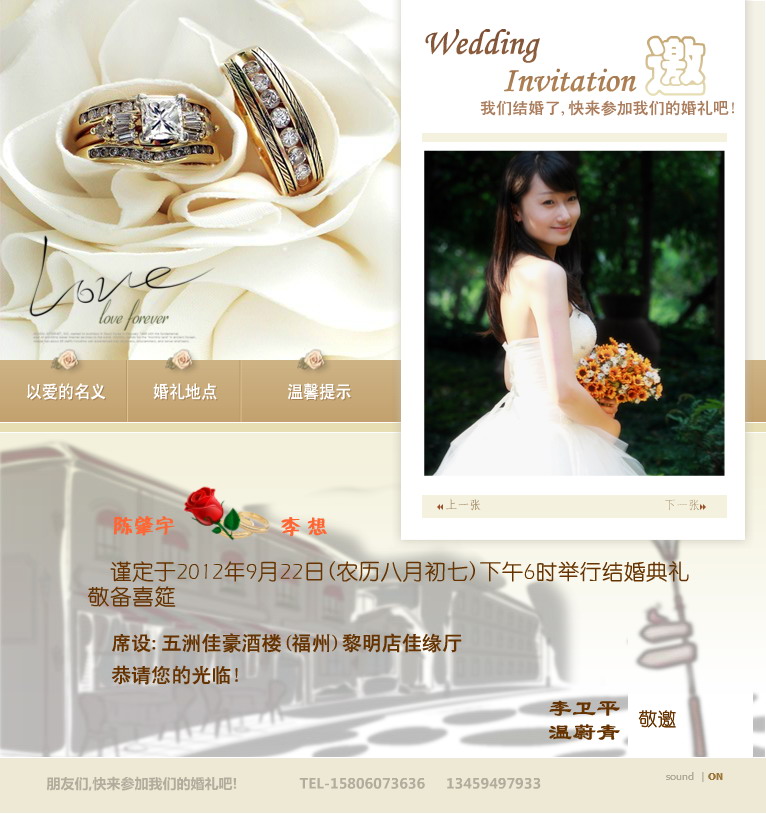 Wedding
Invitation 邀
我们结婚了, 快来参加我们的婚礼吧!
Love
love forever
以爱的名义 婚礼地点 温馨提示
上一张 下一张
陈肇宇 李想
谨定于2012年9月22日(农历八月初七)下午6时举行结婚典礼
敬备喜筵
席设: 五洲佳豪酒楼(福州)黎明店佳缘厅
恭请您的光临!
李卫平
温蔚青 敬邀
朋友们,快来参加我们的婚礼吧! TEL-15806073636 13459497933
sound | ON